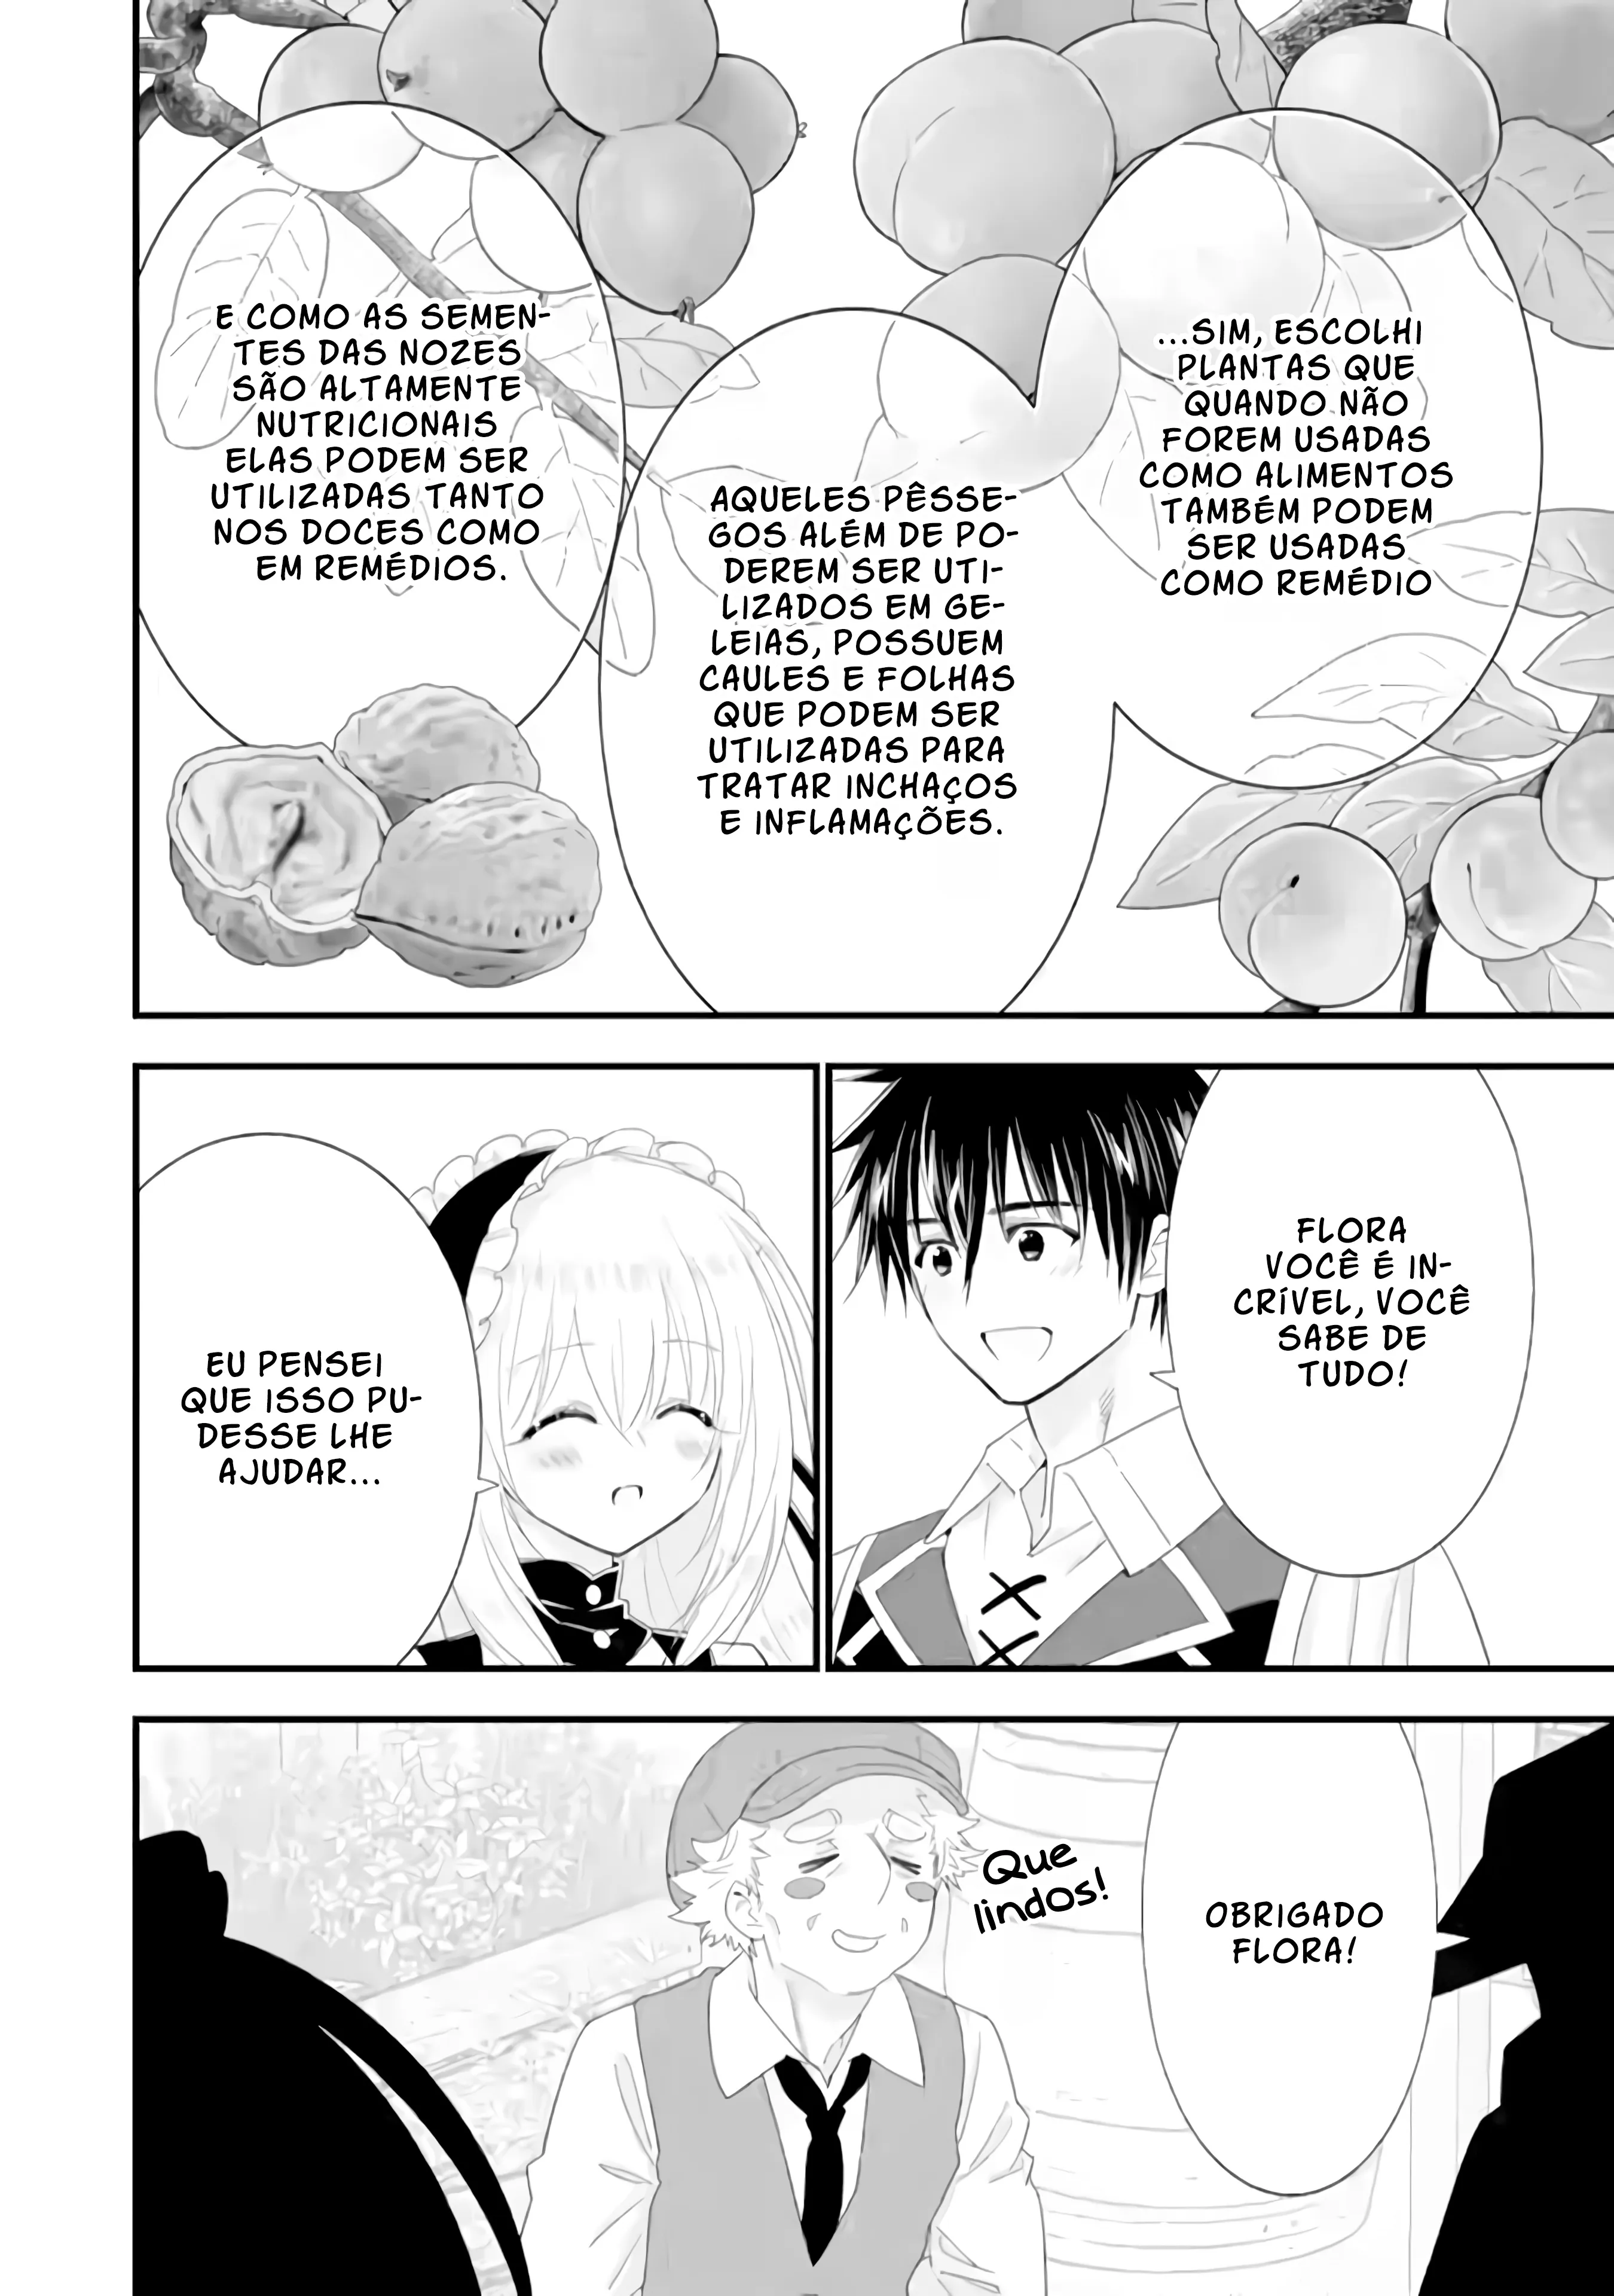 ...SIM, ESCOLHI
PLANTAS QUE
QUANDO NÃO
FOREM USADAS
COMO ALIMENTOS
TAMBÉM PODEM
SER USADAS
COMO REMÉDIO
AQUELES PÊSSE-
GOS ALÉM DE PO-
DEREM SER UTI-
LIZADOS EM GE-
LEIAS, POSSUEM
CAULES E FOLHAS
QUE PODEM SER
UTILIZADAS PARA
TRATAR INCHAÇOS
E INFLAMAÇÕES.
E COMO AS SEMEN-
TES DAS NOZES
SÃO ALTAMENTE
NUTRICIONAIS
ELAS PODEM SER
UTILIZADAS TANTO
NOS DOCES COMO
EM REMÉDIOS.
FLORA
VOCÊ É IN-
CRÍVEL, VOCÊ
SABE DE
TUDO!
EU PENSEI
QUE ISSO PU-
DESSE LHE
AJUDAR...
OBRIGADO
FLORA!
Que
lindos!